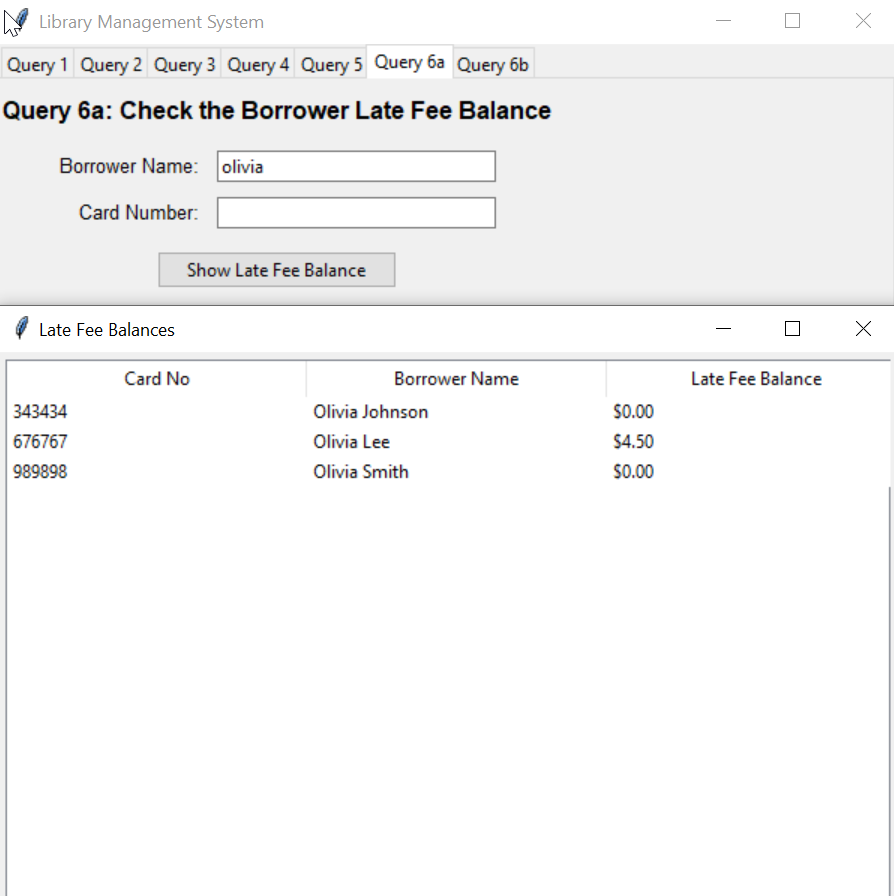 Library Management System
Query 1 Query 2 Query 3 Query 4 Query 5 Query 6a Query 6b
Query 6a: Check the Borrower Late Fee Balance
Borrower Name: olivia
Card Number:
Show Late Fee Balance
Late Fee Balances
Card No Borrower Name Late Fee Balance
343434 Olivia Johnson $0.00
676767 Olivia Lee $4.50
989898 Olivia Smith $0.00